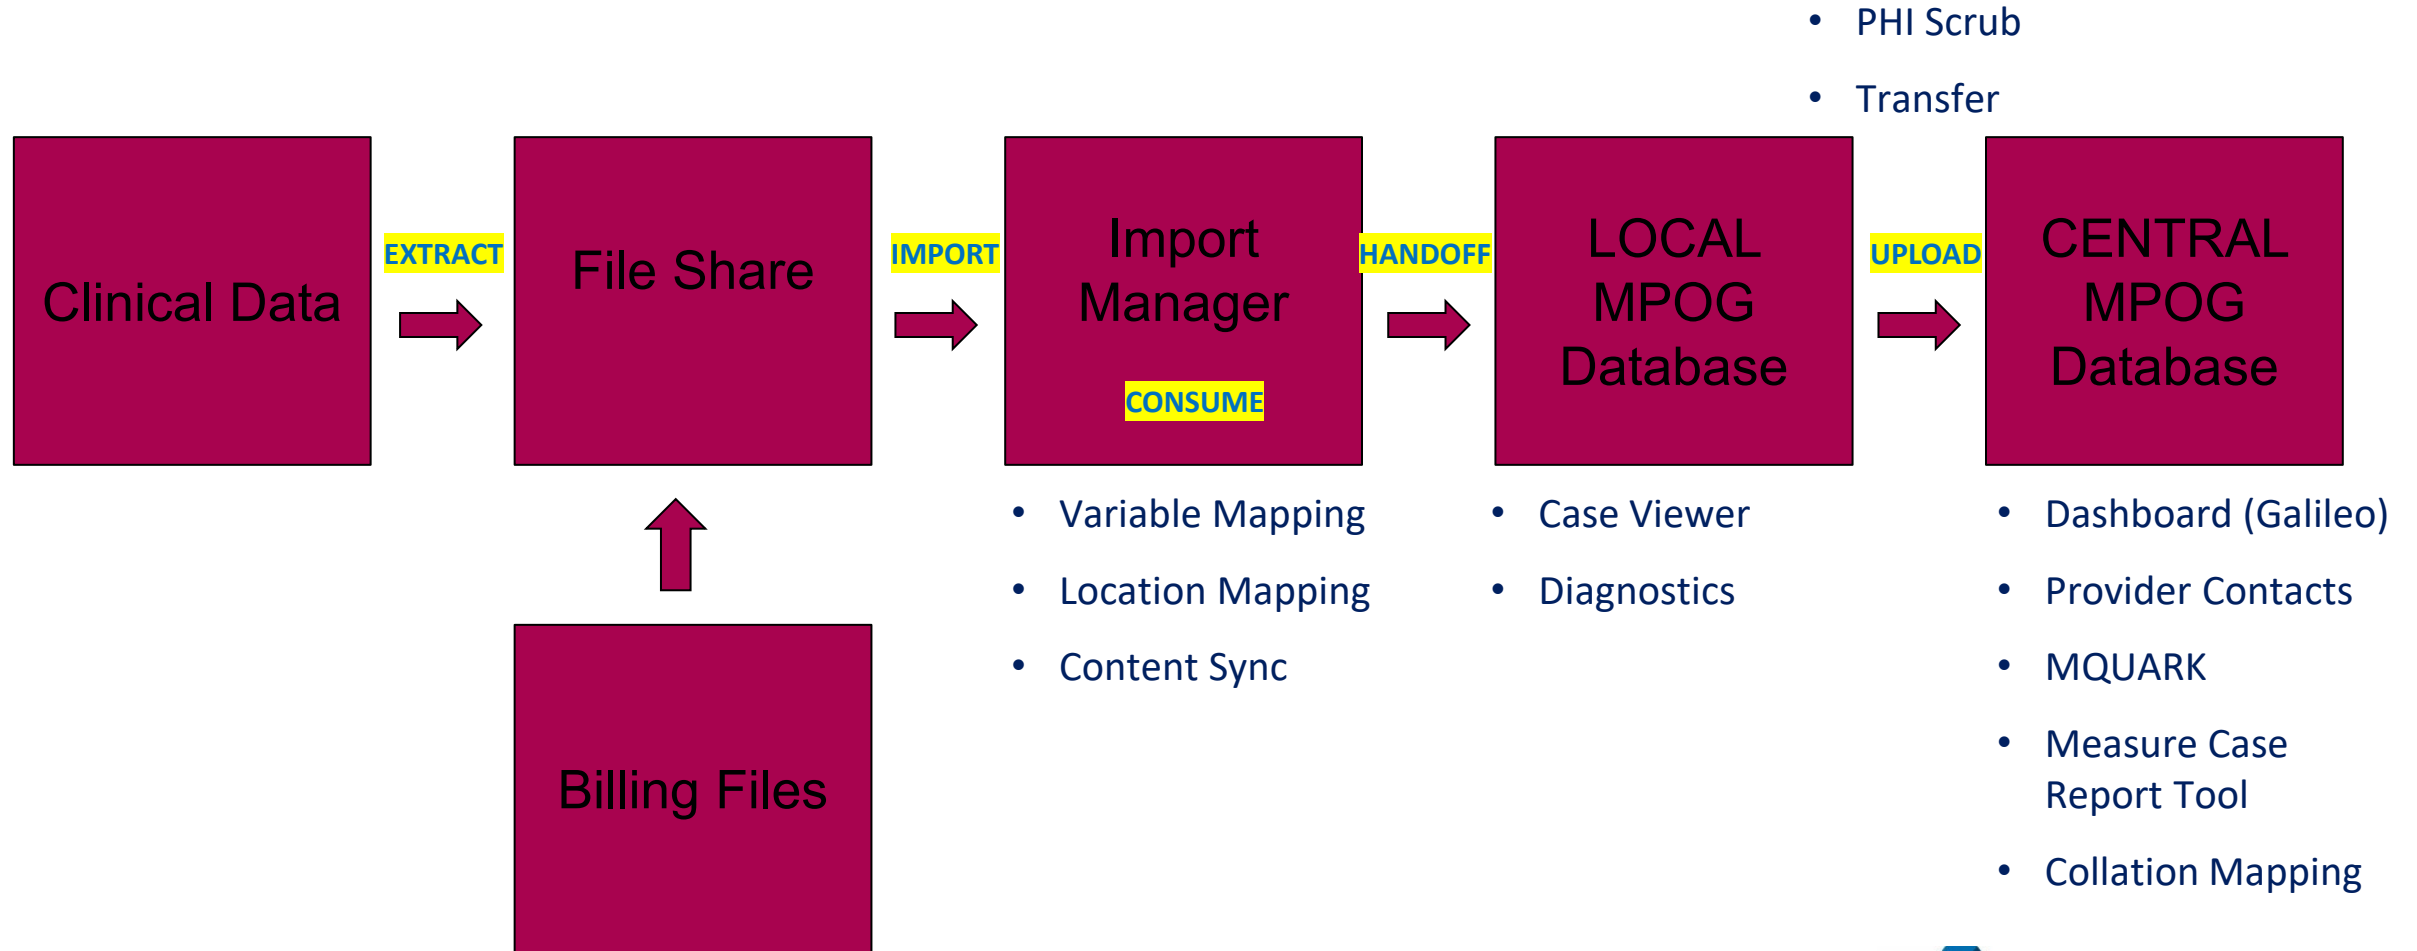 • PHI Scrub
• Transfer
Clinical Data
EXTRACT
File Share
IMPORT
Import
Manager
CONSUME
HANDOFF
LOCAL
MPOG
Database
UPLOAD
CENTRAL
MPOG
Database
Billing Files
• Variable Mapping
• Location Mapping
• Content Sync
• Case Viewer
• Diagnostics
• Dashboard (Galileo)
• Provider Contacts
• MQUARK
• Measure Case
Report Tool
• Collation Mapping